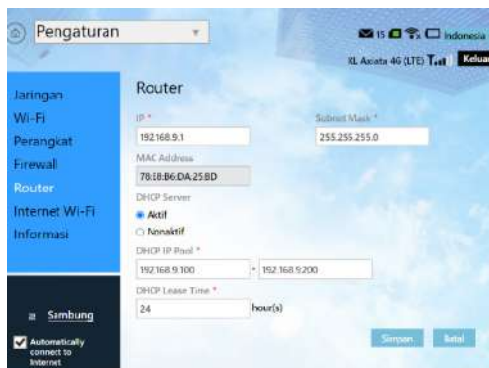 Pengaturan
15
Indonesia
XL Axiata 4G (LTE)
Keluar
Jaringan
Wi-Fi
Perangkat
Firewall
Router
Internet Wi-Fi
Informasi
Sambung
Automatically
connect to
Internet
Router
IP *
Subnet Mask *
192.168.9.1
255.255.255.0
MAC Address
78:E8:B6:DA:25:BD
DHCP Server
Aktif
Nonaktif
DHCP IP Pool *
192.168.9.100 - 192.168.9.200
DHCP Lease Time *
24 hour(s)
Simpan Batal